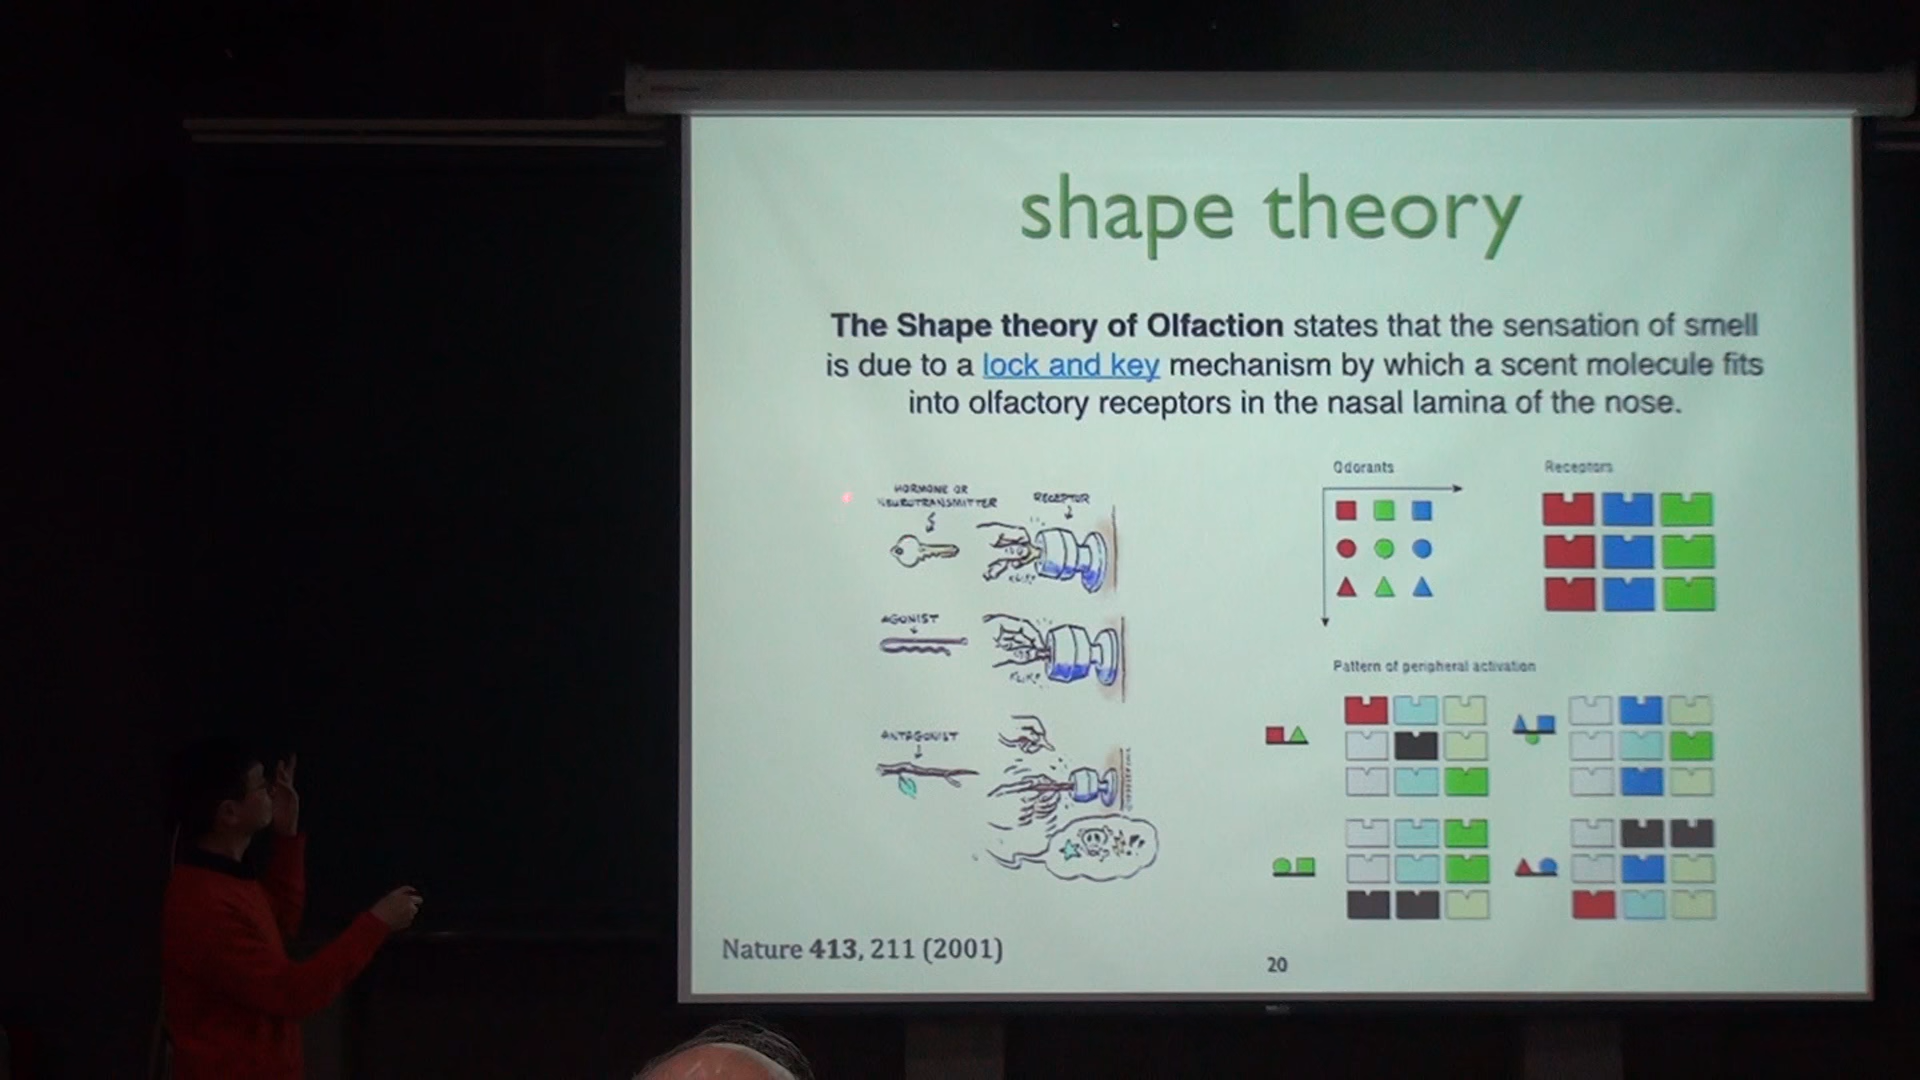 shape theory
The Shape theory of Olfaction states that the sensation of smell
is due to a lock and key mechanism by which a scent molecule fits
into olfactory receptors in the nasal lamina of the nose.
HORMONE OR
NEUROTRANSMITTER
RECEPTOR
AGONIST
ANTAGONIST
Odorants
Receptors
Pattern of peripheral activation
Nature 413, 211 (2001)
20